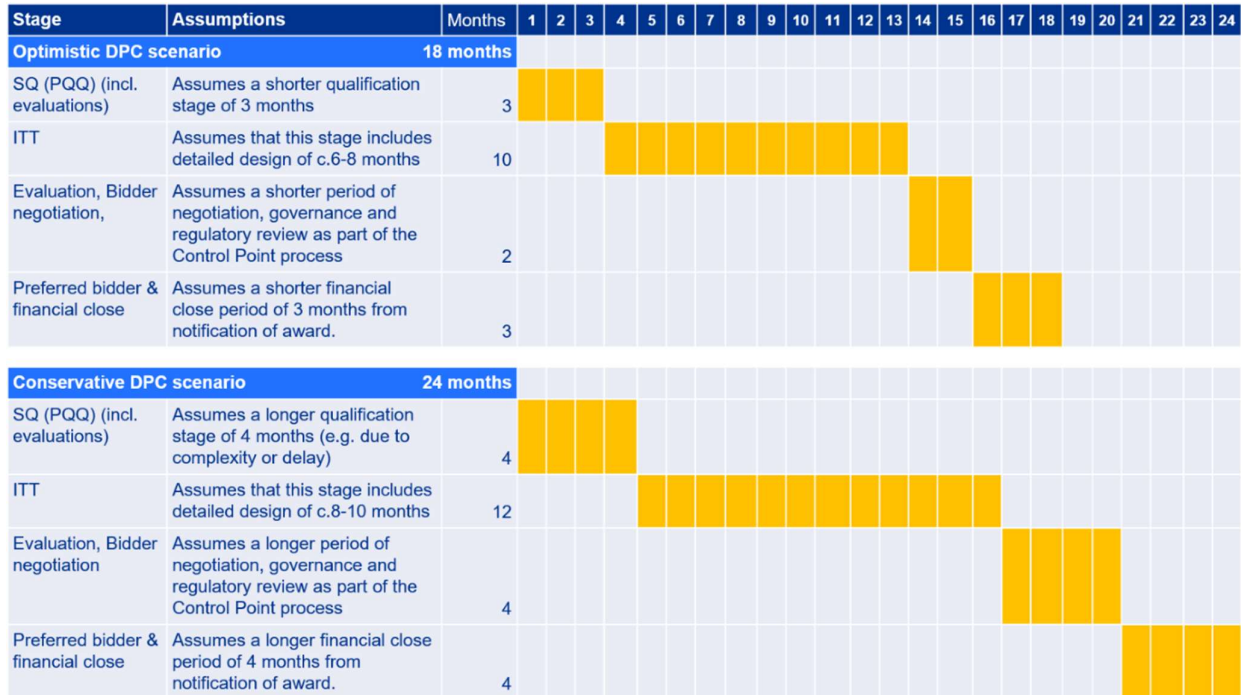 Stage Assumptions Months 1 2 3 4 5 6 7 8 9 10 11 12 13 14 15 16 17 18 19 20 21 22 23 24
Optimistic DPC scenario 18 months
SQ (PQQ) (incl. evaluations)
Assumes a shorter qualification
stage of 3 months
3
ITT
Assumes that this stage includes
detailed design of c.6-8 months
10
Evaluation, Bidder
negotiation,
Assumes a shorter period of
negotiation, governance and
regulatory review as part of the
Control Point process
2
Preferred bidder &
financial close
Assumes a shorter financial
close period of 3 months from
notification of award.
3
Conservative DPC scenario 24 months
SQ (PQQ) (incl.
evaluations)
Assumes a longer qualification
stage of 4 months (e.g. due to
complexity or delay)
4
ITT
Assumes that this stage includes
detailed design of c.8-10 months
12
Evaluation, Bidder
negotiation
Assumes a longer period of
negotiation, governance and
regulatory review as part of the
Control Point process
4
Preferred bidder &
financial close
Assumes a longer financial close
period of 4 months from
notification of award.
4